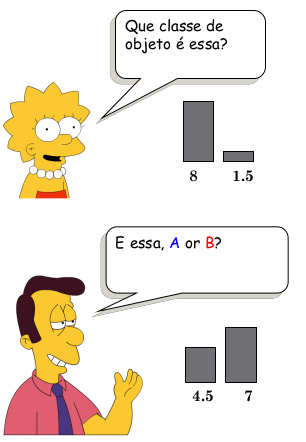 Que classe de
objeto é essa?
8 1.5
E essa, A or B?
4.5 7